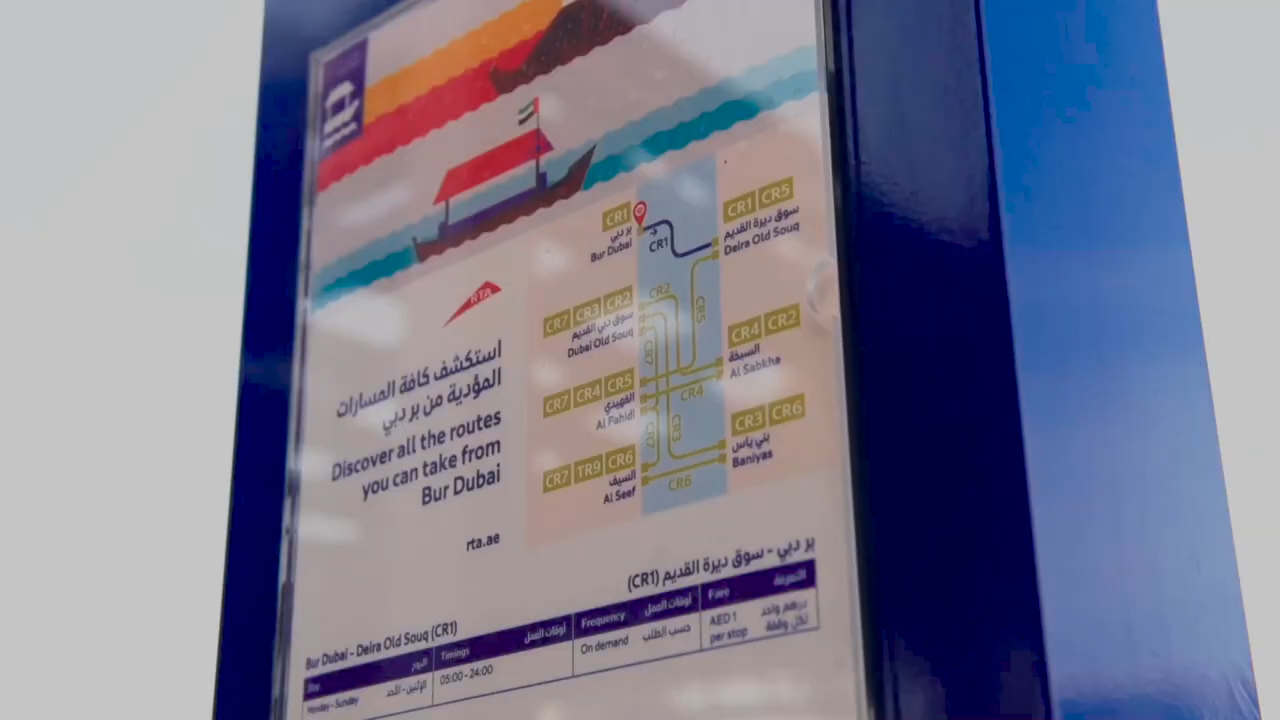 RTA
استكشف كافة المسارات
المؤدية من بر دبي
Discover all the routes
you can take from
Bur Dubai
rta.ae
CR1
بر دبي
Bur Dubai
CR1
CR1 CR5
سوق ديرة القديم
Deira Old Souq
CR7 CR3 CR2
سوق دبي القديم
Dubai Old Souq
CR2
CR5
CR7
CR4 CR2
السبخة
Al Sabkha
CR7 CR4 CR5
الفهيدي
Al Fahidi
CR4
CR7
CR3
CR3 CR6
بني ياس
Baniyas
CR7 TR9 CR6
السيف
Al Seef
CR6
بر دبي - سوق ديرة القديم (CR1)
Bur Dubai - Deira Old Souq (CR1)
Day اليوم Timings أوقات العمل Frequency أوقات العمل Fare التعرفة
Monday - Sunday الإثنين - الأحد 05:00 - 24:00 On demand حسب الطلب AED 1 درهم واحد
per stop لكل وقفة